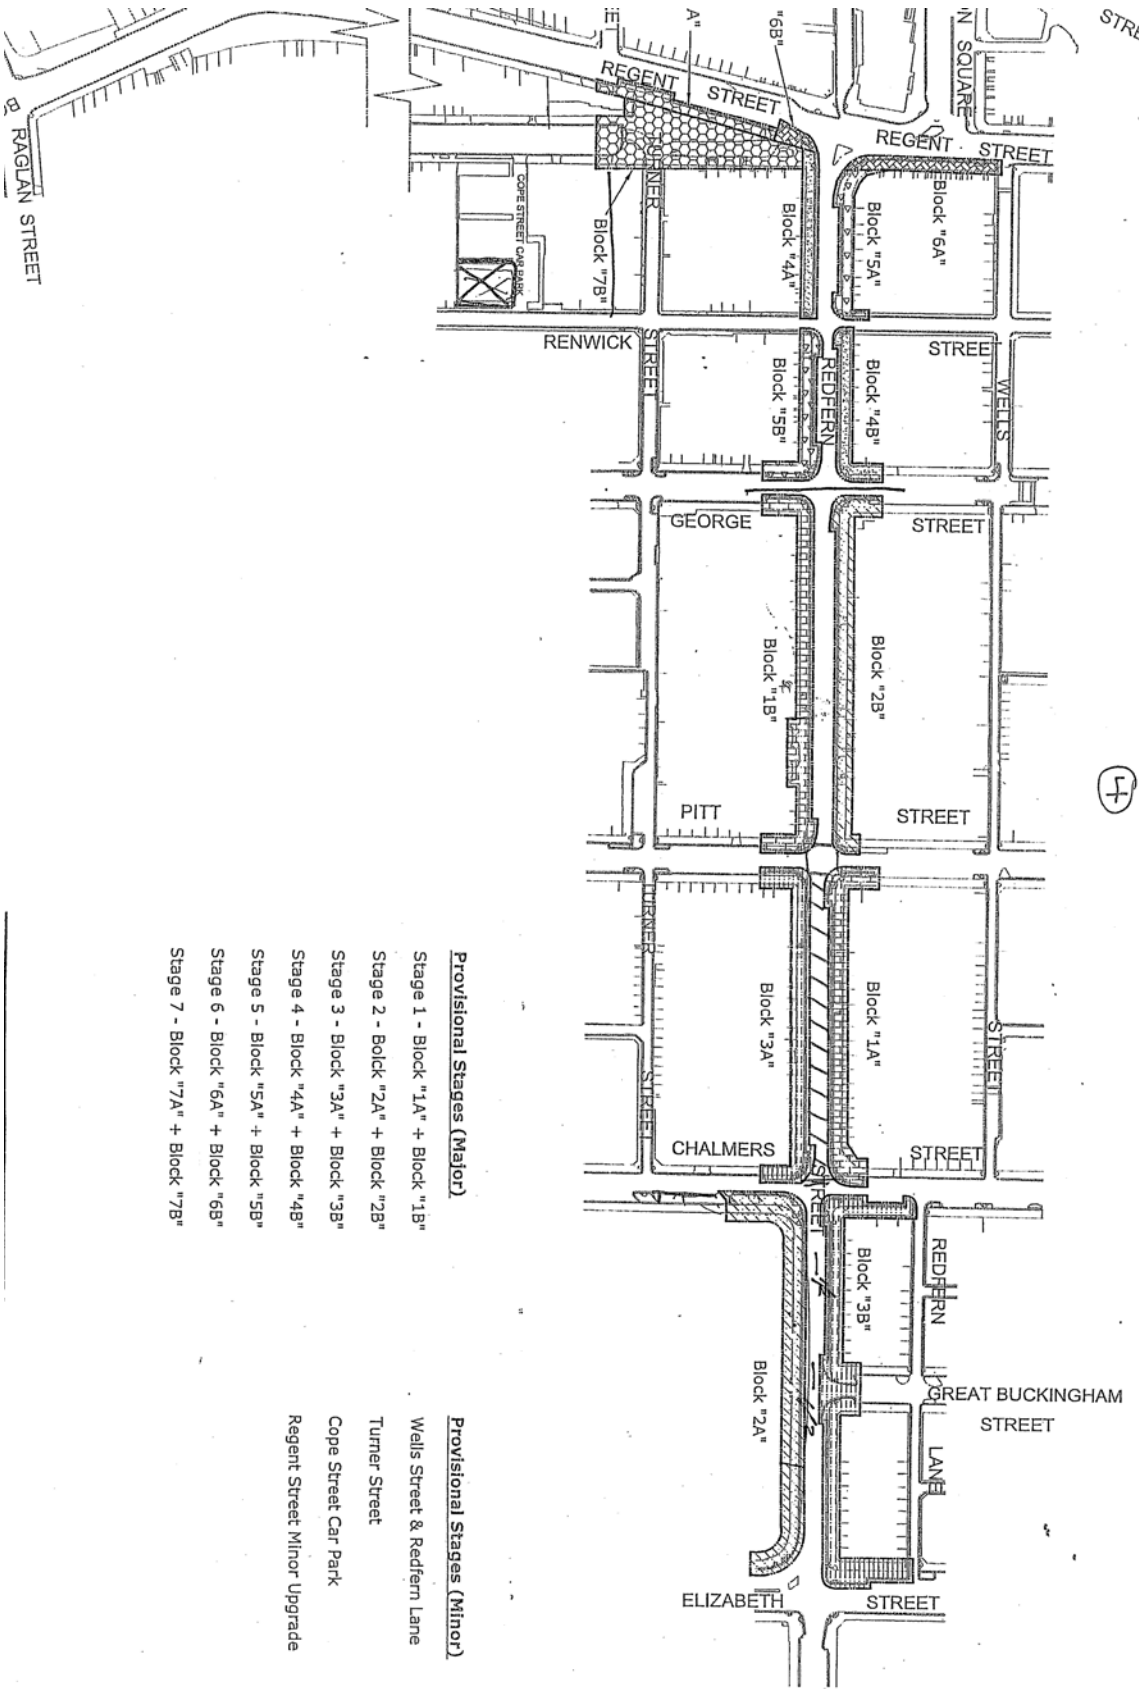 STRE
"6B"
A"
REGENT
STREET
SQUARE
REGENT
STREET
RAGLAN STREET
COPE STREET CAR PARK
Block "7B"
Block "4A"
Block "5A"
Block "6A"
RENWICK
STREET
STREE
REDFERN
WELLS
Block "5B"
Block "4B"
GEORGE
STREET
Block "1B"
Block "2B"
PITT
STREET
4
TURNER
STREET
Block "3A"
Block "1A"
STREET
CHALMERS
STREET
STREET
Block "3B"
REDFERN
LANE
GREAT BUCKINGHAM
STREET
Block "2A"
ELIZABETH
STREET
Provisional Stages (Major)
Stage 1 - Block "1A" + Block "1B"
Stage 2 - Bolck "2A" + Block "2B"
Stage 3 - Block "3A" + Block "3B"
Stage 4 - Block "4A" + Block "4B"
Stage 5 - Block "5A" + Block "5B"
Stage 6 - Block "6A" + Block "6B"
Stage 7 - Block "7A" + Block "7B"
Provisional Stages (Minor)
Wells Street & Redfern Lane
Turner Street
Cope Street Car Park
Regent Street Minor Upgrade